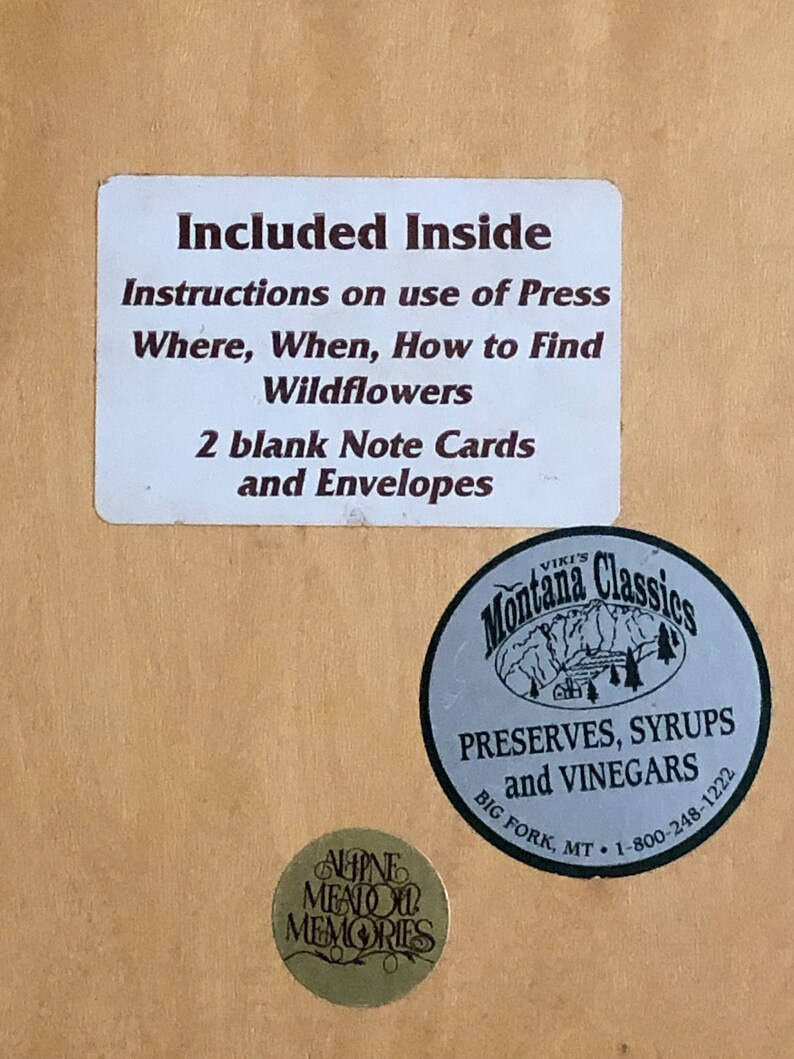 Included Inside
Instructions on use of Press
Where, When, How to Find
Wildflowers
2 blank Note Cards
and Envelopes
VIKI'S
Montana Classics
PRESERVES, SYRUPS
and VINEGARS
BIG FORK, MT • 1-800-248-1222
ALPINE
MEADOW
MEMORIES